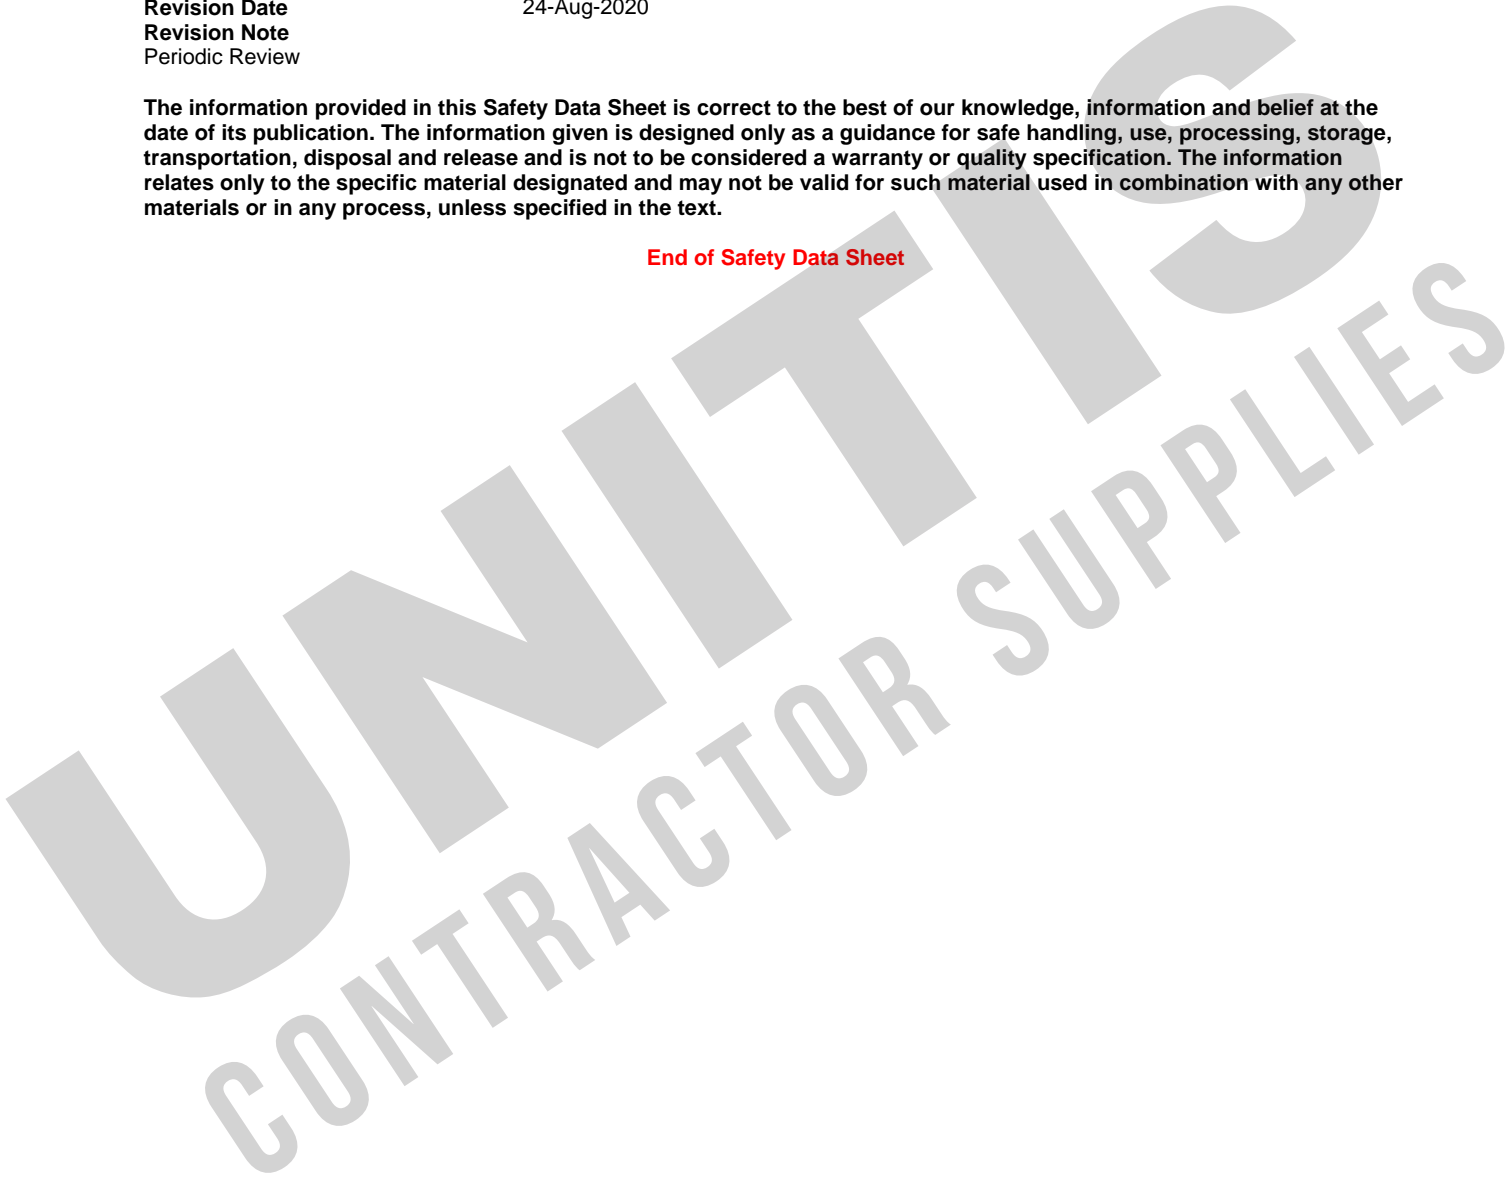 Revision Date 24-Aug-2020
Revision Note
Periodic Review
The information provided in this Safety Data Sheet is correct to the best of our knowledge, information and belief at the
date of its publication. The information given is designed only as a guidance for safe handling, use, processing, storage,
transportation, disposal and release and is not to be considered a warranty or quality specification. The information
relates only to the specific material designated and may not be valid for such material used in combination with any other
materials or in any process, unless specified in the text.
End of Safety Data Sheet
UNITIS
CONTRACTOR SUPPLIES